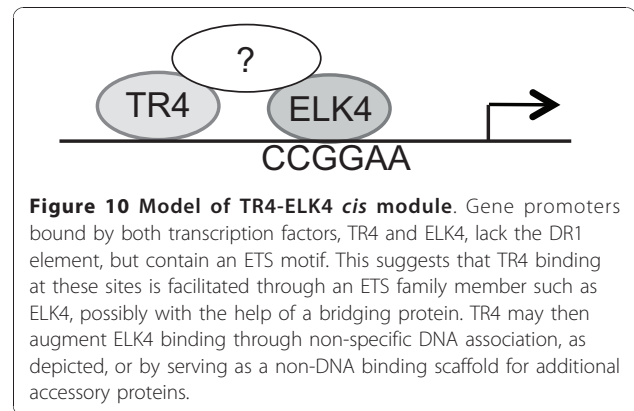 ?
TR4 ELK4
CCGGAA
Figure 10 Model of TR4-ELK4 cis module. Gene promoters
bound by both transcription factors, TR4 and ELK4, lack the DR1
element, but contain an ETS motif. This suggests that TR4 binding
at these sites is facilitated through an ETS family member such as
ELK4, possibly with the help of a bridging protein. TR4 may then
augment ELK4 binding through non-specific DNA association, as
depicted, or by serving as a non-DNA binding scaffold for additional
accessory proteins.